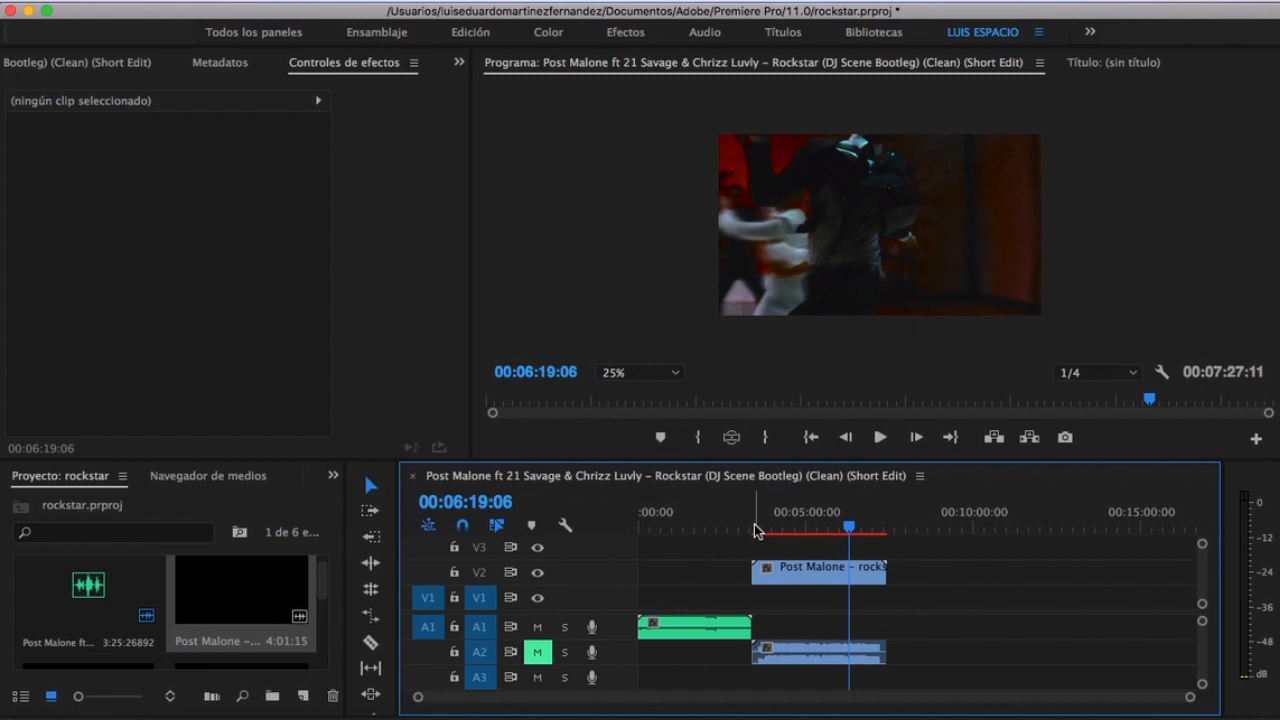 /Usuarios/luiseduardomartinezfernandez/Documentos/Adobe/Premiere Pro/11.0/rockstar.prproj *
Todos los paneles Ensamblaje Edición Color Efectos Audio Títulos Bibliotecas LUIS ESPACIO
Bootleg) (Clean) (Short Edit) Metadatos Controles de efectos
Programa: Post Malone ft 21 Savage & Chrizz Luvly – Rockstar (DJ Scene Bootleg) (Clean) (Short Edit) Título: (sin título)
(ningún clip seleccionado)
00:06:19:06 25% 1/4 00:07:27:11
00:06:19:06
Proyecto: rockstar Navegador de medios
rockstar.prproj
1 de 6 e...
Post Malone ft... 3:25:26892
Post Malone –... 4:01:15
× Post Malone ft 21 Savage & Chrizz Luvly – Rockstar (DJ Scene Bootleg) (Clean) (Short Edit)
00:06:19:06
:00:00 00:05:00:00 00:10:00:00 00:15:00:00
V3
V2 Post Malone – rocks
V1 V1
A1 A1 M S
A2 M S
A3 M S
0
-12
-24
-36
-48
dB